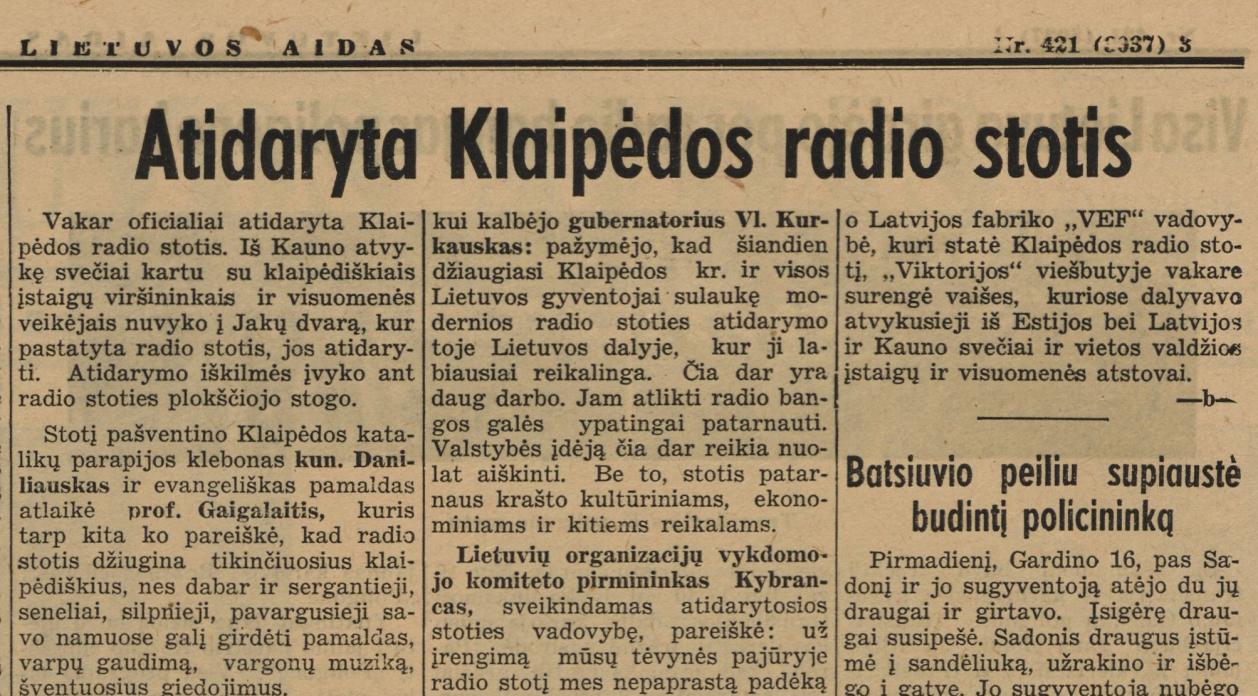 LIETUVOS AIDAS
Nr. 421 (3337) 3
Atidaryta Klaipėdos radio stotis
Vakar oficialiai atidaryta Klai-
pėdos radio stotis. Iš Kauno atvy-
kę svečiai kartu su klaipėdiškiais
įstaigų viršininkais ir visuomenės
veikėjais nuvyko į Jakų dvarą, kur
pastatyta radio stotis, jos atidary-
ti. Atidarymo iškilmės įvyko ant
radio stoties plokščiojo stogo.
Stotį pašventino Klaipėdos kata-
likų parapijos klebonas kun. Dani-
liauskas ir evangeliškas pamaldas
atlaikė prof. Gaigalaitis, kuris
tarp kita ko pareiškė, kad radio
stotis džiugina tikinčiuosius klai-
pėdiškius, nes dabar ir sergantieji,
seneliai, silpnieji, pavargusieji sa-
vo namuose galį girdėti pamaldas,
varpų gaudimą, vargonų muziką,
šventuosius giedojimus.
kui kalbėjo gubernatorius Vl. Kur-
kauskas: pažymėjo, kad šiandien
džiaugiasi Klaipėdos kr. ir visos
Lietuvos gyventojai sulaukę mo-
dernios radio stoties atidarymo
toje Lietuvos dalyje, kur ji la-
biausiai reikalinga. Čia dar yra
daug darbo. Jam atlikti radio ban-
gos galės ypatingai patarnauti.
Valstybės įdėją čia dar reikia nuo-
lat aiškinti. Be to, stotis patar-
naus krašto kultūriniams, ekono-
miniams ir kitiems reikalams.
Lietuvių organizacijų vykdomo-
jo komiteto pirmininkas Kybran-
cas, sveikindamas atidarytosios
stoties vadovybę, pareiškė: už
įrengimą mūsų tėvynės pajūryje
radio stotį mes nepaprastą padėką
o Latvijos fabriko „VEF“ vadovy-
bė, kuri statė Klaipėdos radio sto-
tį, „Viktorijos“ viešbutyje vakare
surengė vaišes, kuriose dalyvavo
atvykusieji iš Estijos bei Latvijos
ir Kauno svečiai ir vietos valdžios
įstaigų ir visuomenės atstovai.
—b—
Batsiuvio peiliu supiaustė
budintį policininką
Pirmadienį, Gardino 16, pas Sa-
donį ir jo sugyventoją atėjo du jų
draugai ir girtavo. Įsigėrę drau-
gai susipešė. Sadonis draugus įstū-
mė į sandėliuką, užrakino ir išbė-
go į gatvę. Jo sugyventoja nubėgo